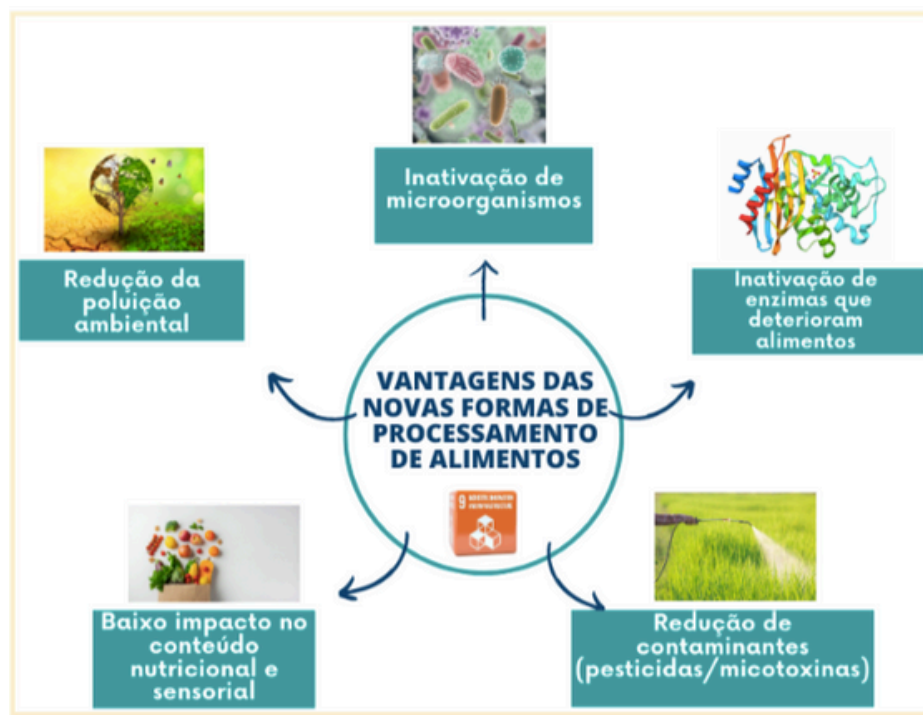 Inativação de
microorganismos
Redução da
poluição
ambiental
Inativação de
enzimas que
deterioram
alimentos
VANTAGENS DAS
NOVAS FORMAS DE
PROCESSAMENTO
DE ALIMENTOS
9
Baixo impacto no
conteúdo
nutricional e
sensorial
Redução de
contaminantes
(pesticidas/micotoxinas)